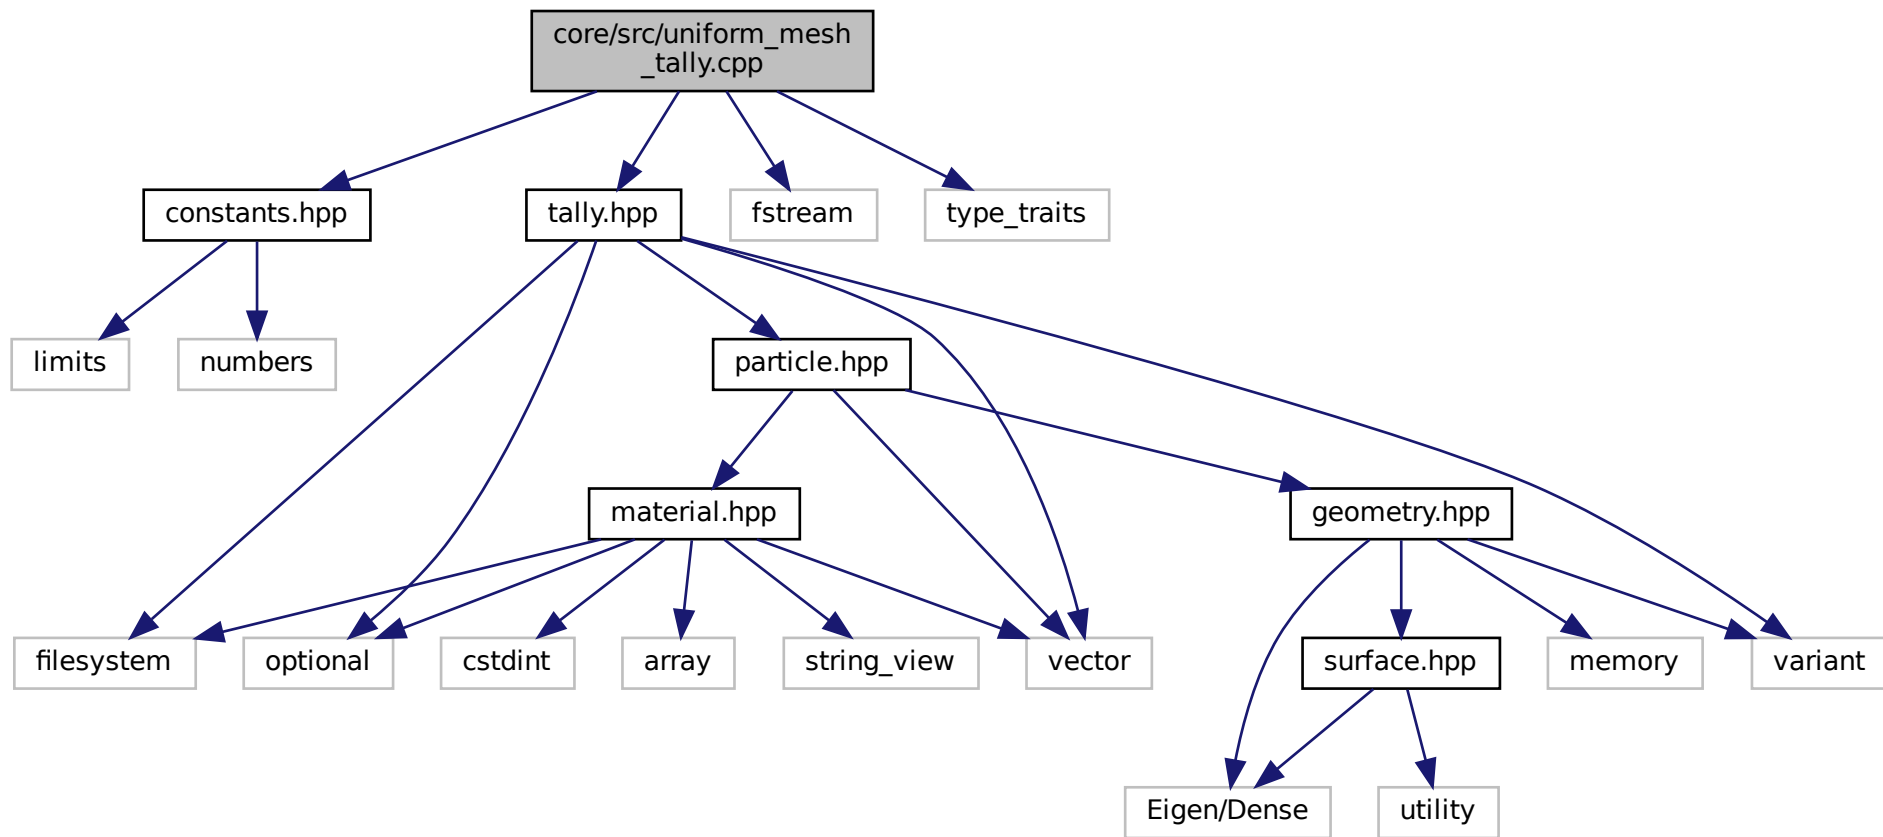 core/src/uniform_mesh
_tally.cpp
constants.hpp
tally.hpp
fstream
type_traits
limits
numbers
particle.hpp
material.hpp
geometry.hpp
filesystem
optional
cstdint
array
string_view
vector
surface.hpp
memory
variant
Eigen/Dense
utility